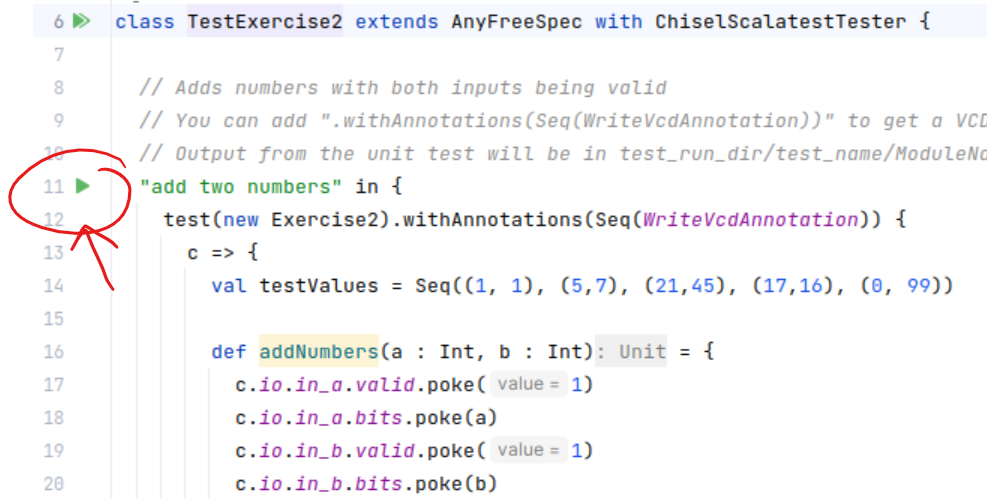 6 class TestExercise2 extends AnyFreeSpec with ChiselScalatestTester {
7
8 // Adds numbers with both inputs being valid
9 // You can add ".withAnnotations(Seq(WriteVcdAnnotation))" to get a VCD
10 // Output from the unit test will be in test_run_dir/test_name/ModuleNa
11 "add two numbers" in {
12 test(new Exercise2).withAnnotations(Seq(WriteVcdAnnotation)) {
13 c => {
14 val testValues = Seq((1, 1), (5,7), (21,45), (17,16), (0, 99))
15
16 def addNumbers(a : Int, b : Int): Unit = {
17 c.io.in_a.valid.poke( value = 1)
18 c.io.in_a.bits.poke(a)
19 c.io.in_b.valid.poke( value = 1)
20 c.io.in_b.bits.poke(b)